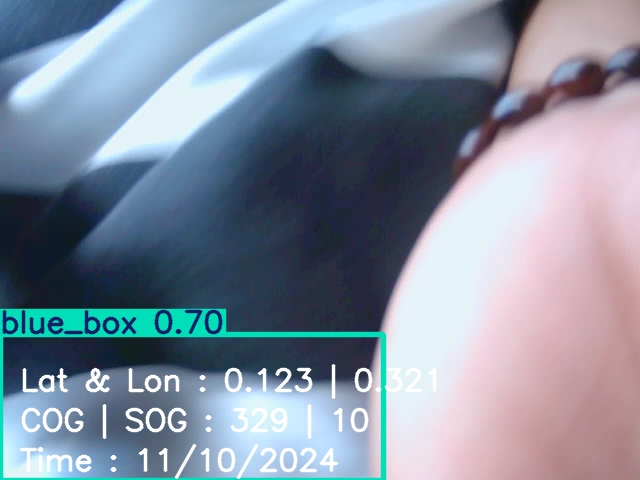 blue_box 0.70
Lat & Lon : 0.123 | 0.321
COG | SOG : 329 | 10
Time : 11/10/2024